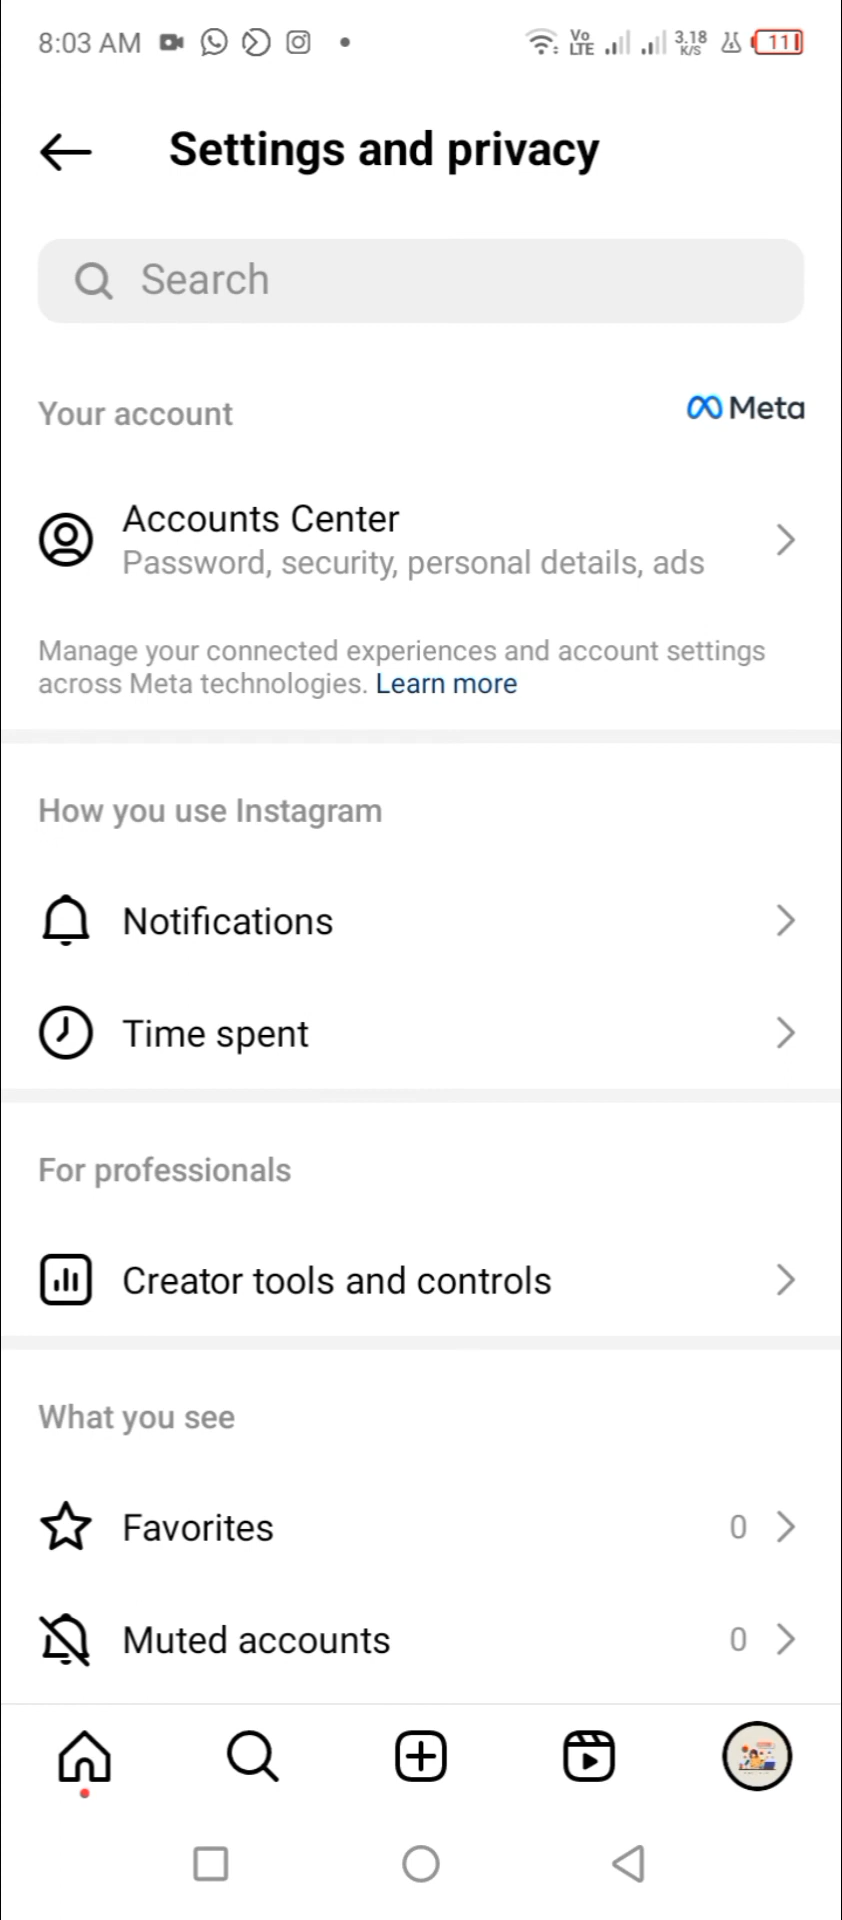 8:03 AM
Vo
LTE
3.18
K/S
11
Settings and privacy
Search
Your account
Meta
Accounts Center
Password, security, personal details, ads
Manage your connected experiences and account settings
across Meta technologies. Learn more
How you use Instagram
Notifications
Time spent
For professionals
Creator tools and controls
What you see
Favorites 0
Muted accounts 0